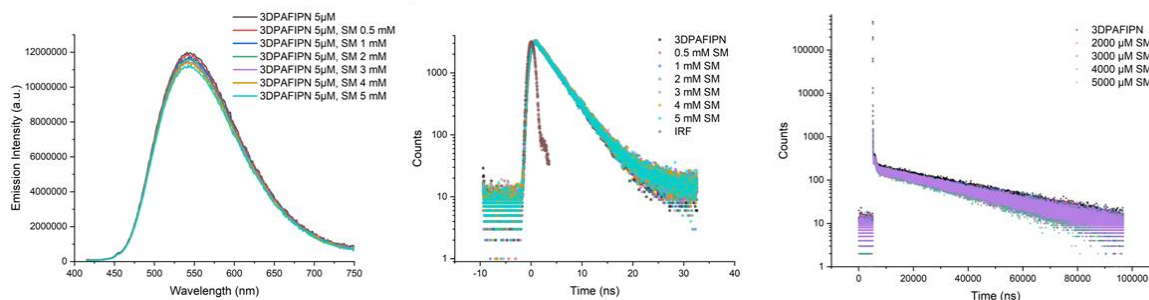 3DPAFIPN 5µM
3DPAFIPN 5µM, SM 0.5 mM
3DPAFIPN 5µM, SM 1 mM
3DPAFIPN 5µM, SM 2 mM
3DPAFIPN 5µM, SM 3 mM
3DPAFIPN 5µM, SM 4 mM
3DPAFIPN 5µM, SM 5 mM
Emission Intensity (a.u.)
12000000
10000000
8000000
6000000
4000000
2000000
0
400 450 500 550 600 650 700 750
Wavelength (nm)
3DPAFIPN
0.5 mM SM
1 mM SM
2 mM SM
3 mM SM
4 mM SM
5 mM SM
IRF
Counts
1000
100
10
1
-10 0 10 20 30 40
Time (ns)
3DPAFIPN
2000 µM SM
3000 µM SM
4000 µM SM
5000 µM SM
Counts
100000
10000
1000
100
10
1
0 20000 40000 60000 80000 100000
Time (ns)